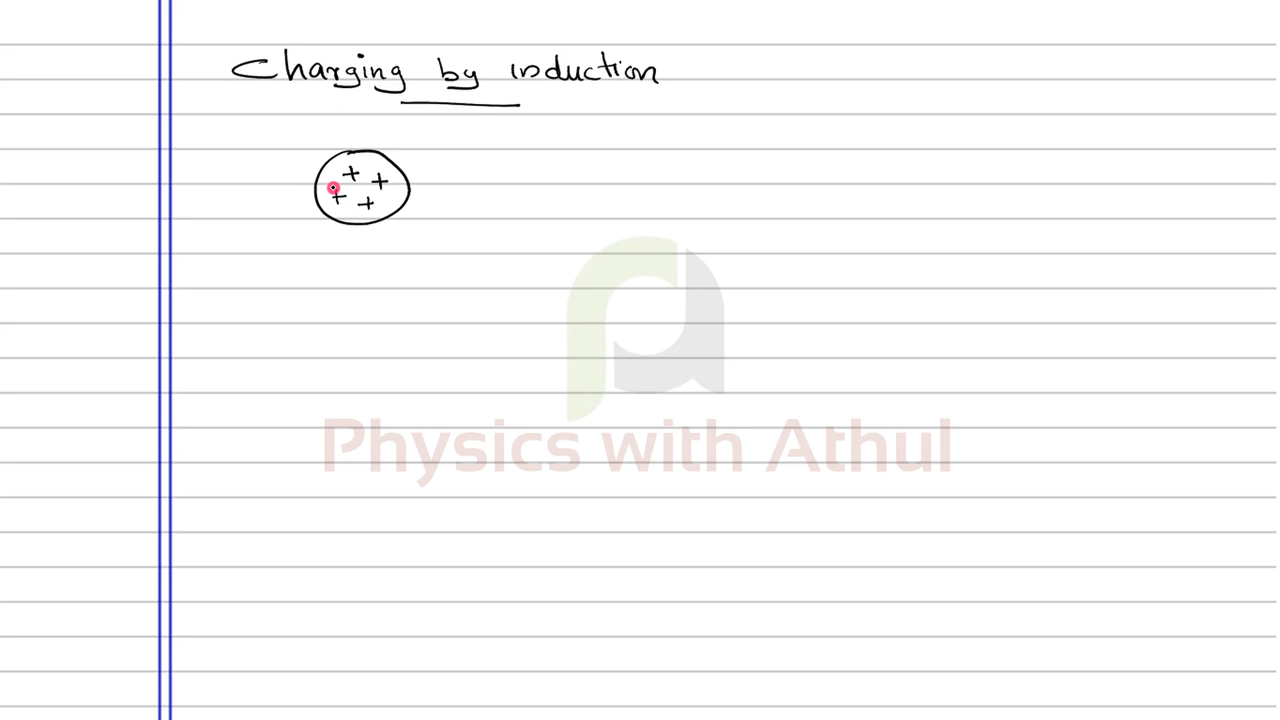 Charging by induction
+ +
+ +
Physics with Athul